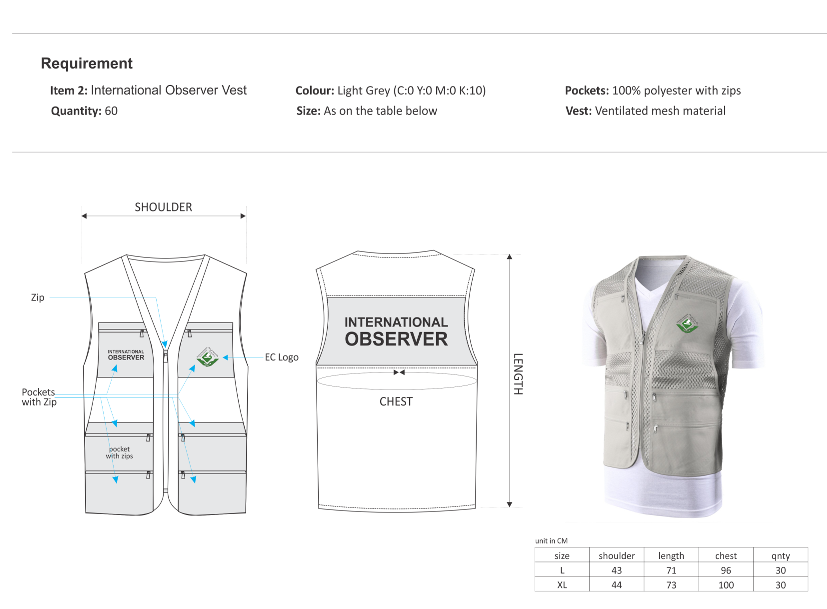 Requirement
Item 2: International Observer Vest
Colour: Light Grey (C:0 Y:0 M:0 K:10)
Pockets: 100% polyester with zips
Quantity: 60
Size: As on the table below
Vest: Ventilated mesh material
SHOULDER
Zip
INTERNATIONAL
OBSERVER
EC Logo
Pockets
with Zip
pocket
with zips
INTERNATIONAL
OBSERVER
CHEST
LENGTH
unit in CM
size shoulder length chest qnty
L 43 71 96 30
XL 44 73 100 30